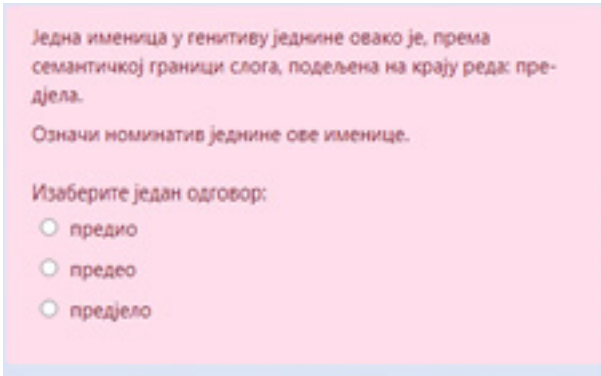 Једна именица у генитиву једнине овако је, према
семантичкој граници слога, подељена на крају реда: пре-
дјела.
Означи номинатив једнине ове именице.
Изаберите један одговор:
предио
предео
предјело